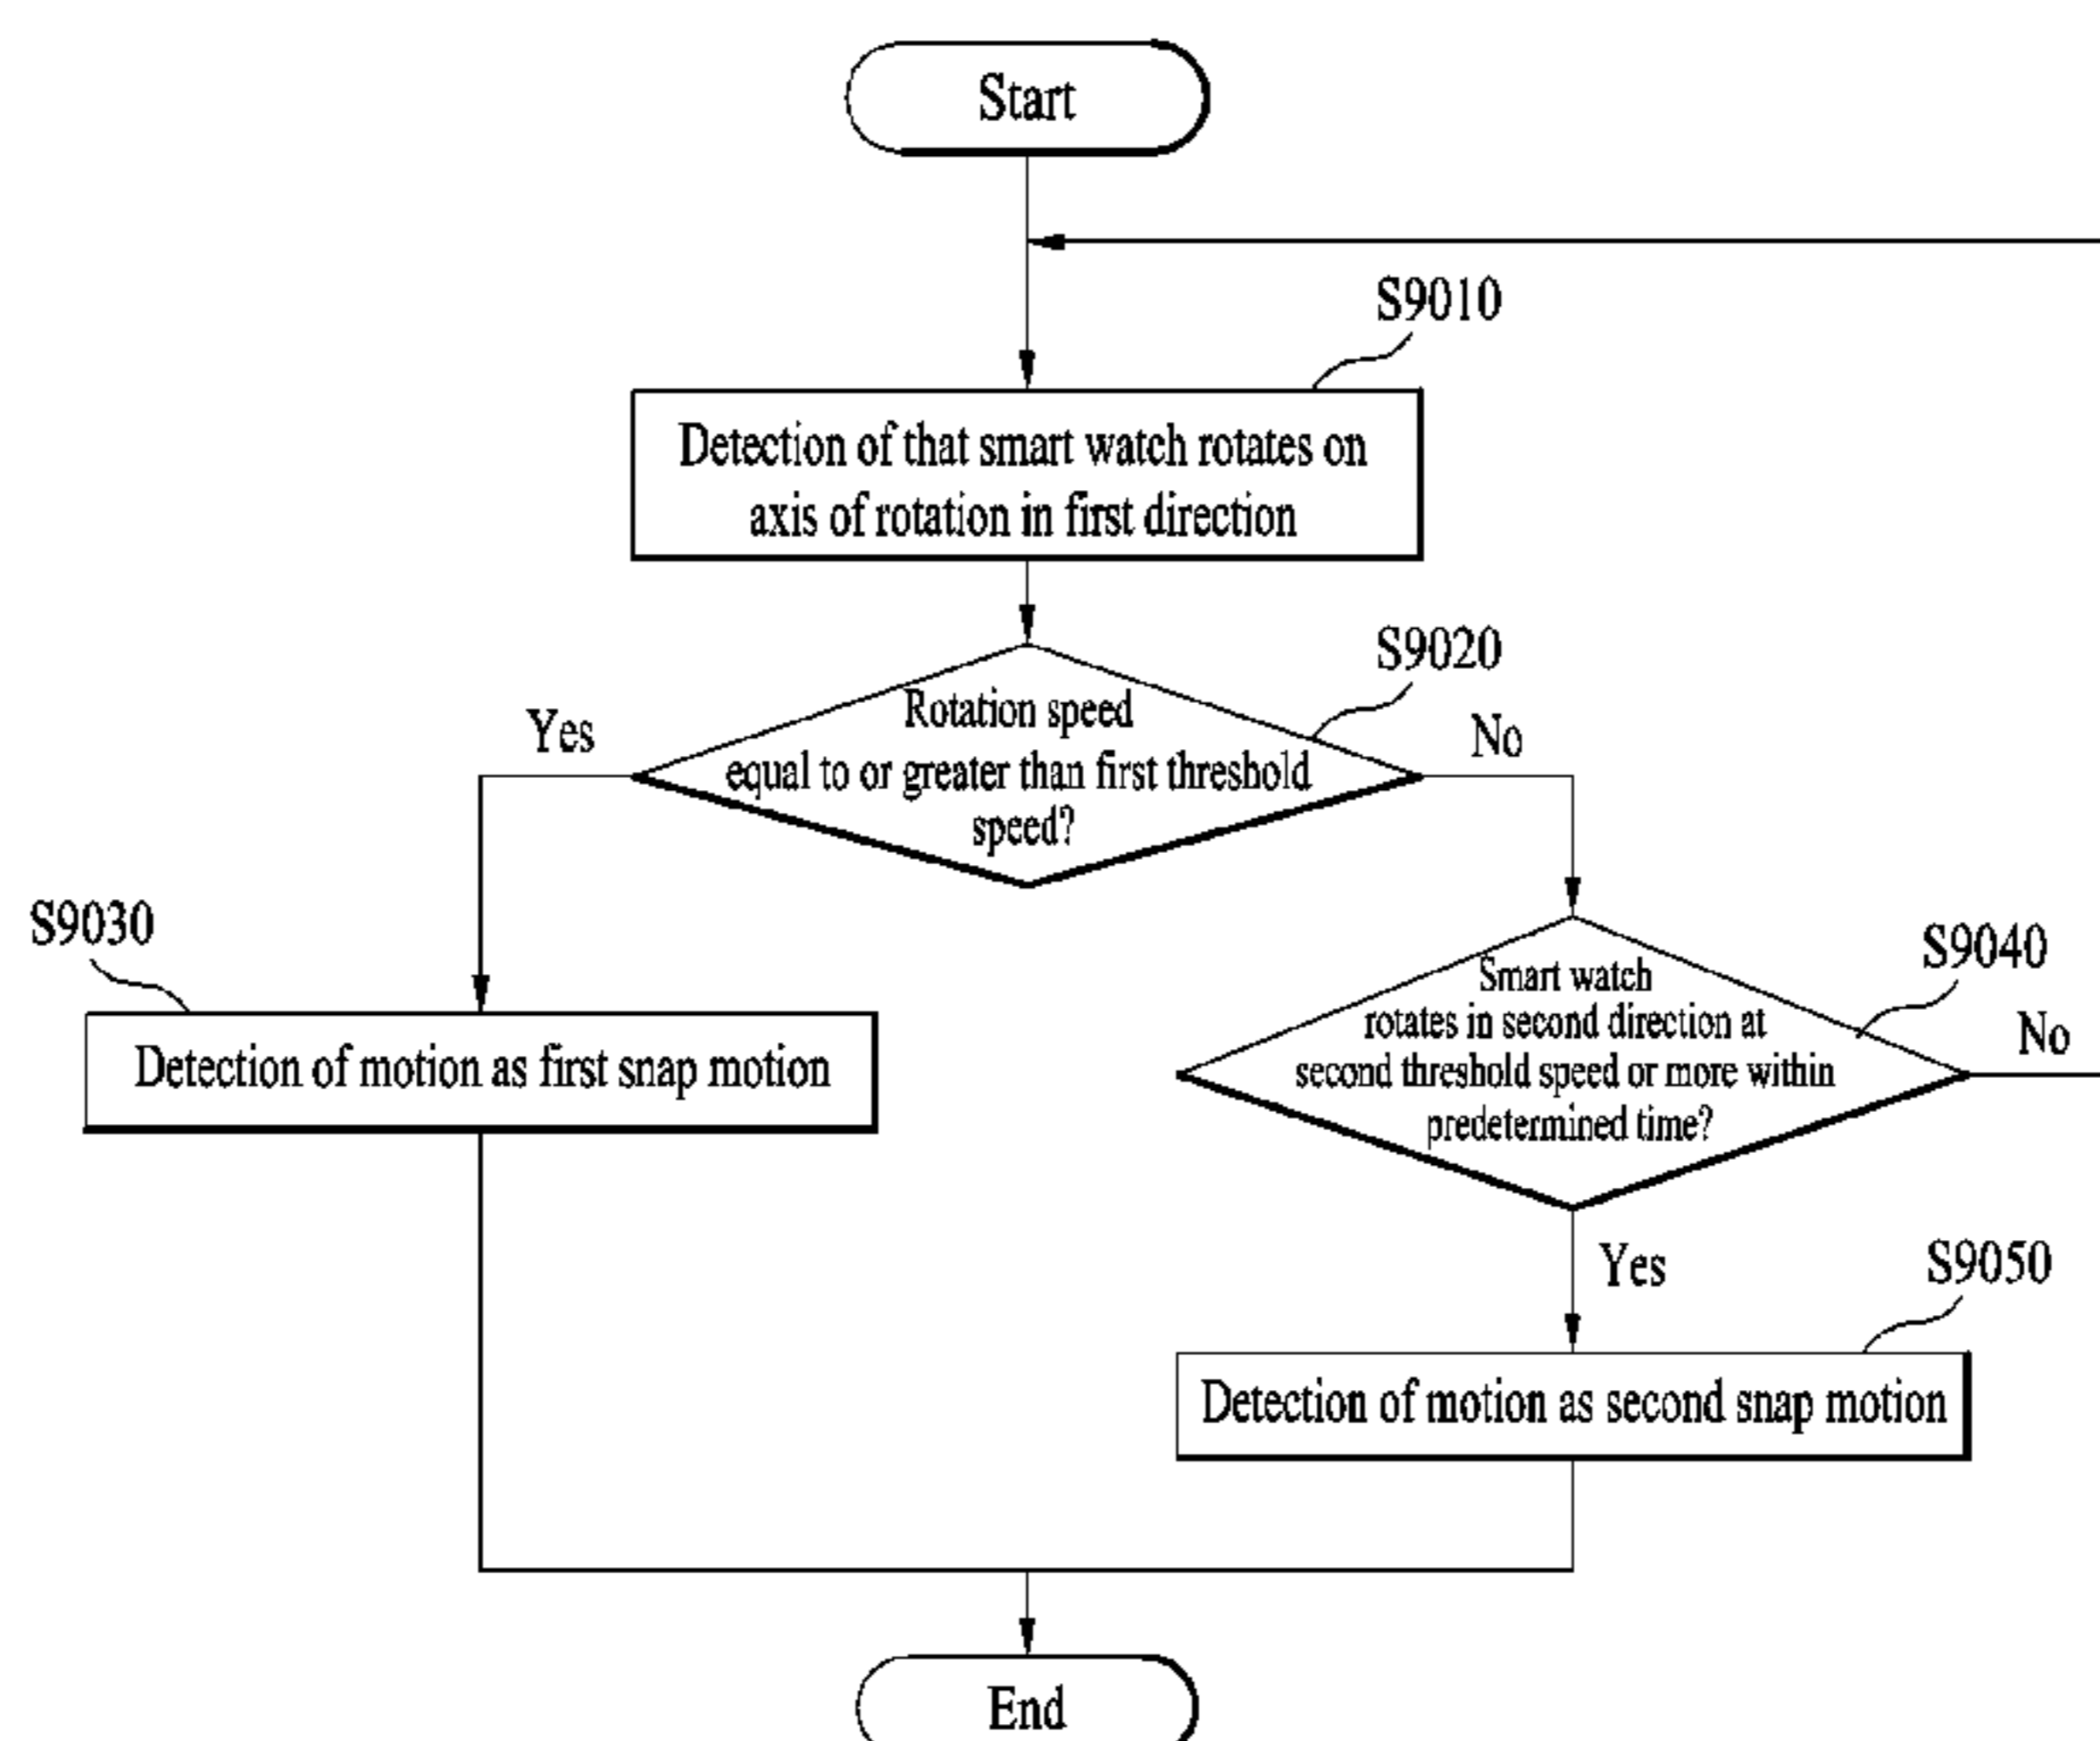 Start
S9010
Detection of that smart watch rotates on
axis of rotation in first direction
S9020
Rotation speed
equal to or greater than first threshold
speed?
Yes
No
S9030
Detection of motion as first snap motion
S9040
Smart watch
rotates in second direction at
second threshold speed or more within
predetermined time?
No
Yes
S9050
Detection of motion as second snap motion
End